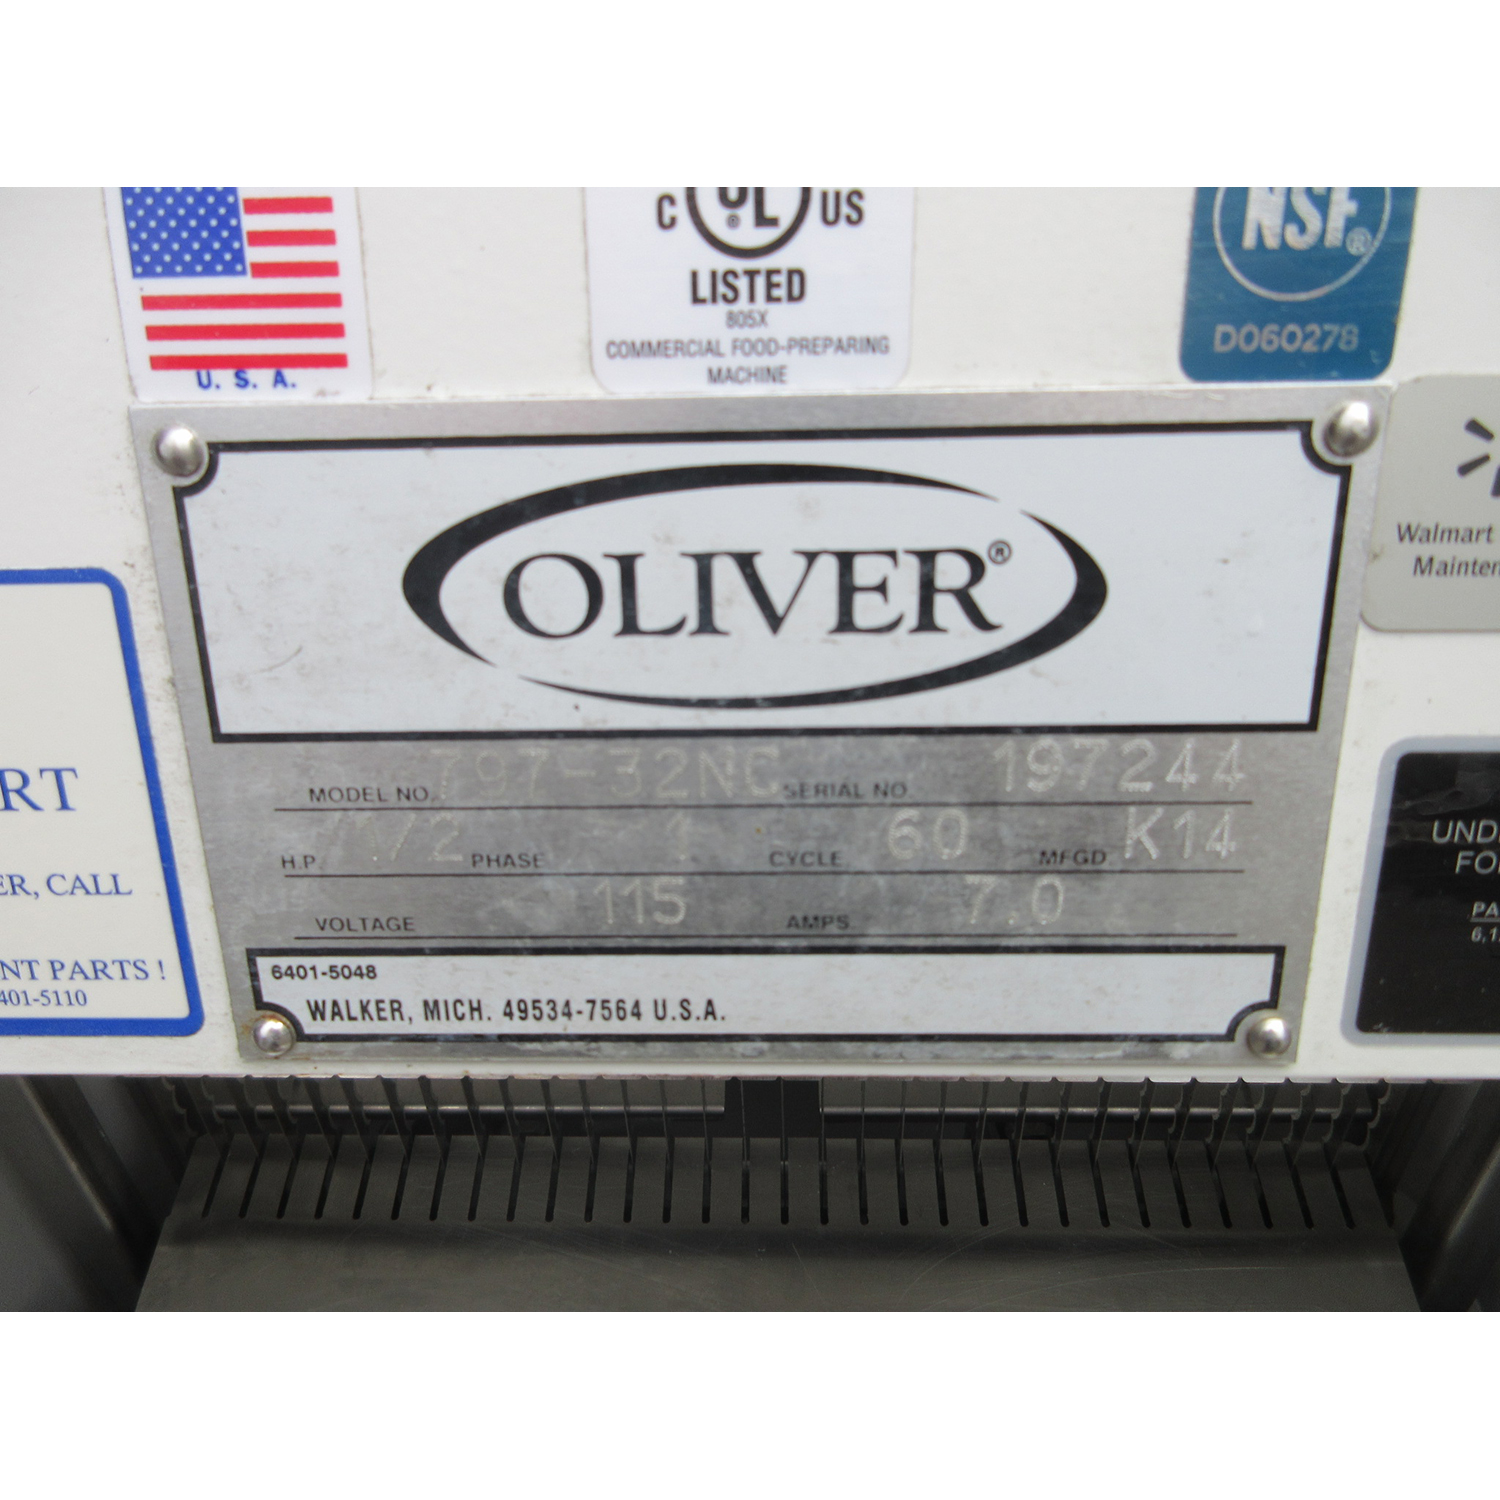 U. S. A.
C UL US
®
LISTED
805X
COMMERCIAL FOOD-PREPARING
MACHINE
NSF®
D060278
OLIVER®
MODEL NO. 797-32NC SERIAL NO. 197244
H.P. 1/2 PHASE 1 CYCLE 60 MFGD. K14
VOLTAGE 115 AMPS. 7.0
6401-5048
WALKER, MICH. 49534-7564 U.S.A.
Walmart
RT
ER, CALL
NT PARTS !
401-5110